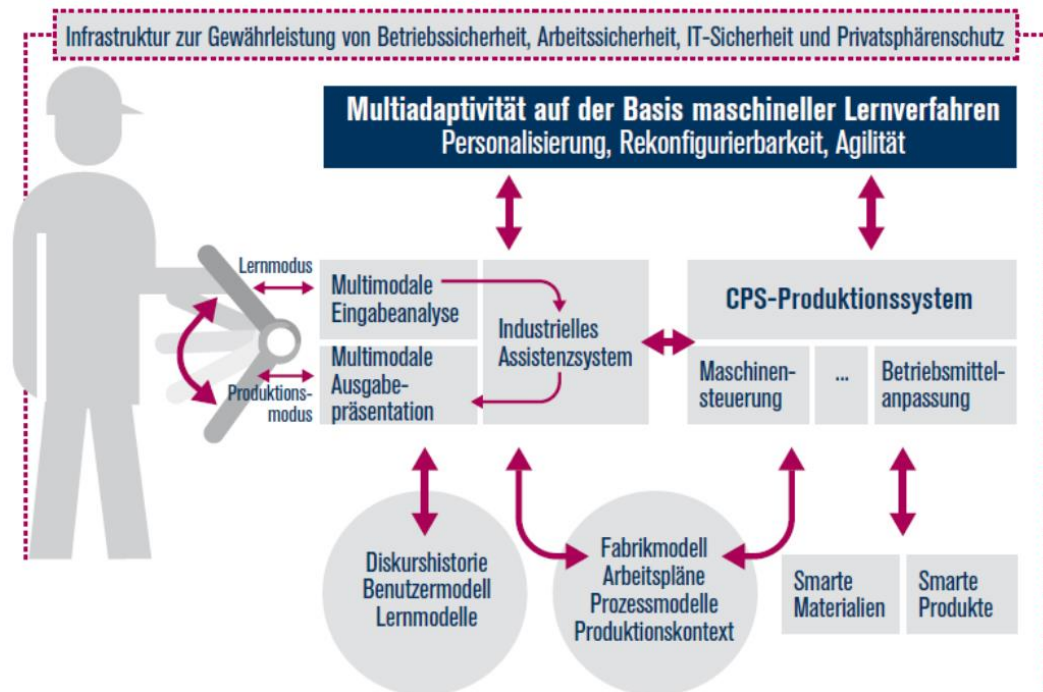 Infrastruktur zur Gewährleistung von Betriebssicherheit, Arbeitssicherheit, IT-Sicherheit und Privatsphärenschutz
Multiadaptivität auf der Basis maschineller Lernverfahren
Personalisierung, Rekonfigurierbarkeit, Agilität
Lernmodus
Produktions-
modus
Multimodale
Eingabeanalyse
Multimodale
Ausgabe-
präsentation
Industrielles
Assistenzsystem
CPS-Produktionssystem
Maschinen-
steuerung
...
Betriebsmittel-
anpassung
Diskurshistorie
Benutzermodell
Lernmodelle
Fabrikmodell
Arbeitspläne
Prozessmodelle
Produktionskontext
Smarte
Materialien
Smarte
Produkte